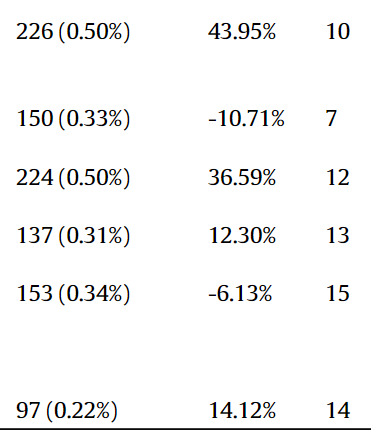 226 (0.50%) 43.95% 10
150 (0.33%) -10.71% 7
224 (0.50%) 36.59% 12
137 (0.31%) 12.30% 13
153 (0.34%) -6.13% 15
97 (0.22%) 14.12% 14